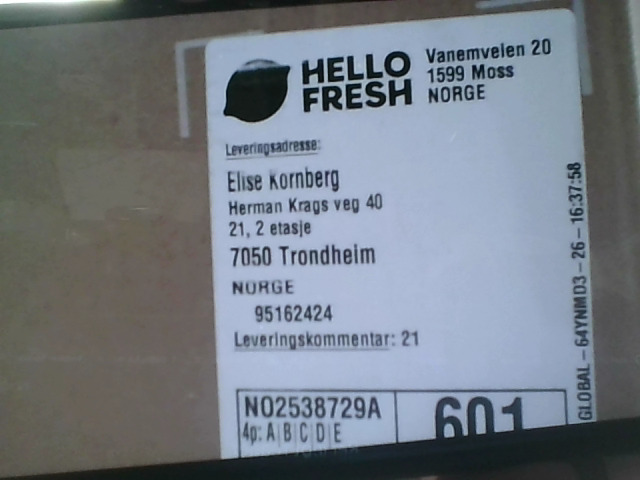 HELLO
FRESH
Vanemveien 20
1599 Moss
NORGE
Leveringsadresse:
Elise Kornberg
Herman Krags veg 40
21, 2 etasje
7050 Trondheim
NORGE
95162424
Leveringskommentar: 21
NO2538729A
4p: A|B|C|D|E
601
GLOBAL – 64YNMD3 – 26 – 16:37:58